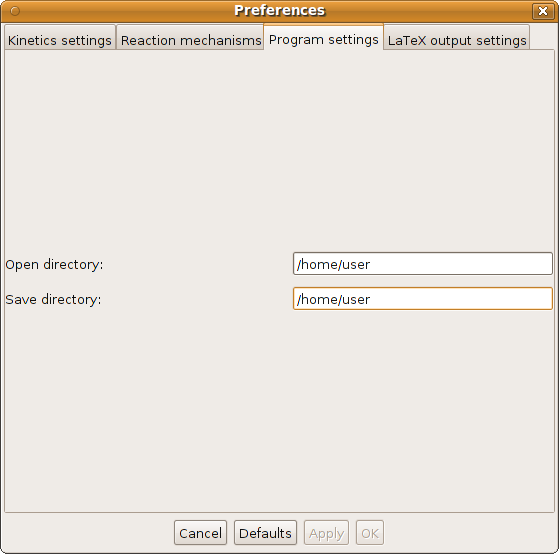 Preferences
Kinetics settings Reaction mechanisms Program settings LaTeX output settings
Open directory: /home/user
Save directory: /home/user
Cancel Defaults Apply OK